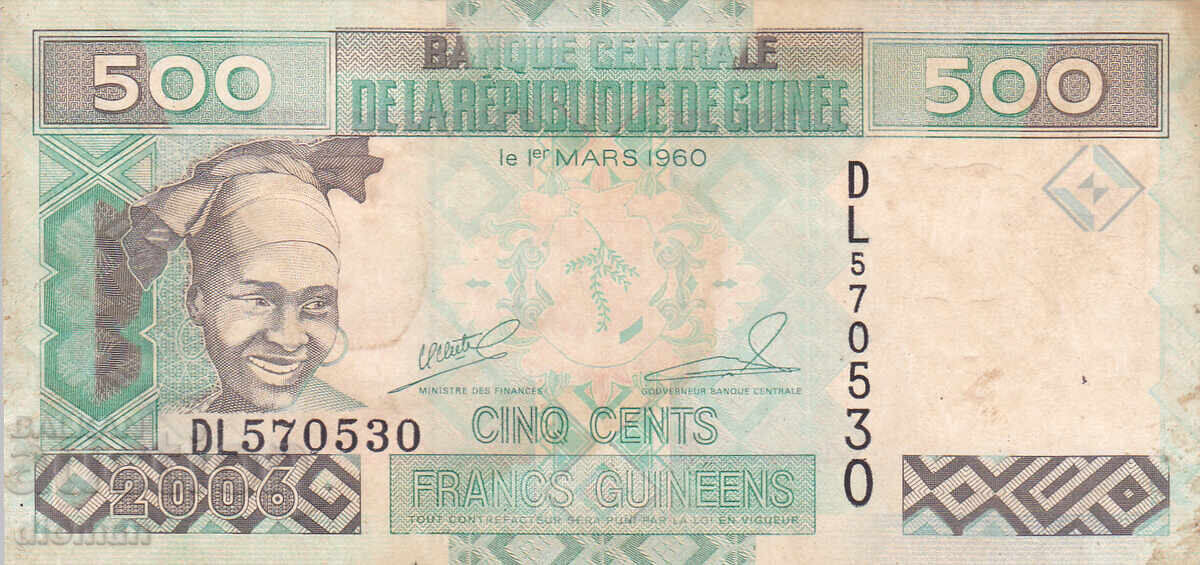 500
BANQUE CENTRALE
DE LA RÉPUBLIQUE DE GUINÉE
500
le 1er MARS 1960
DL570530
MINISTRE DES FINANCES
GOUVERNEUR BANQUE CENTRALE
DL570530
CINQ CENTS
2006
FRANCS GUINÉENS
TOUT CONTREFACTEUR SERA PUNI PAR LA LOI EN VIGUEUR